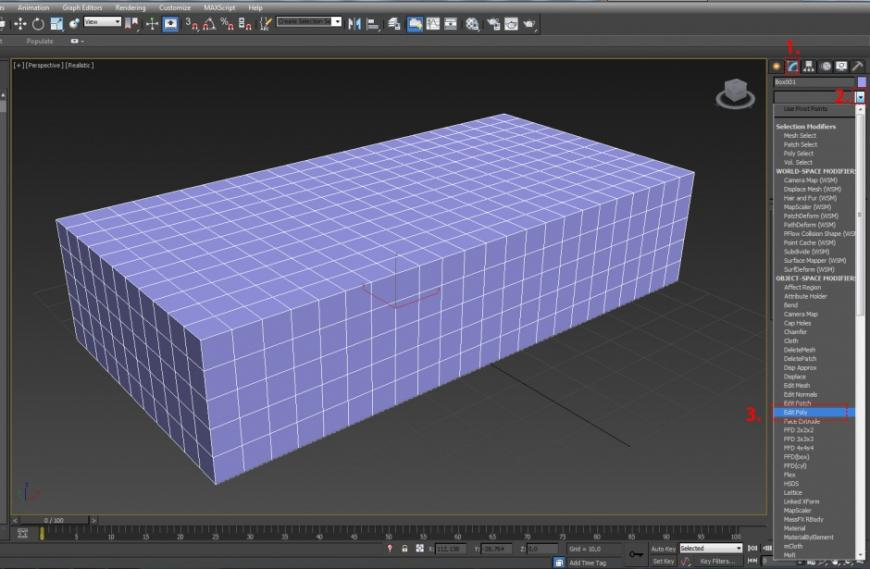 Animation Graph Editors Rendering Customize MAXScript Help
View
Create Selection Se
Populate
1.
[+] [Perspective] [Realistic]
Box001
2.
Use Pivot Points
Selection Modifiers
Mesh Select
Patch Select
Poly Select
Vol. Select
WORLD-SPACE MODIFIERS
Camera Map (WSM)
Displace Mesh (WSM)
Hair and Fur (WSM)
MapScaler (WSM)
PatchDeform (WSM)
PathDeform (WSM)
PFlow Collision Shape (WSM
Point Cache (WSM)
Subdivide (WSM)
Surface Mapper (WSM)
SurfDeform (WSM)
OBJECT-SPACE MODIFIERS
Affect Region
Attribute Holder
Bend
Camera Map
Cap Holes
Chamfer
Cloth
DeleteMesh
DeletePatch
Disp Approx
Displace
Edit Mesh
Edit Normals
Edit Patch
3.
Edit Poly
Face Extrude
FFD 2x2x2
FFD 3x3x3
FFD 4x4x4
FFD(box)
FFD(cyl)
Flex
HSDS
Lattice
Linked XForm
MapScaler
MassFX RBody
Material
MaterialByElement
mCloth
Melt
0 / 100
0 5 10 15 20 25 30 35 40 45 50 55 60 65 70 75 80 85 90 95 100
X: 112,138 Y: -38,764 Z: 0,0 Grid = 10,0 Auto Key Selected
Add Time Tag Set Key Key Filters... 0